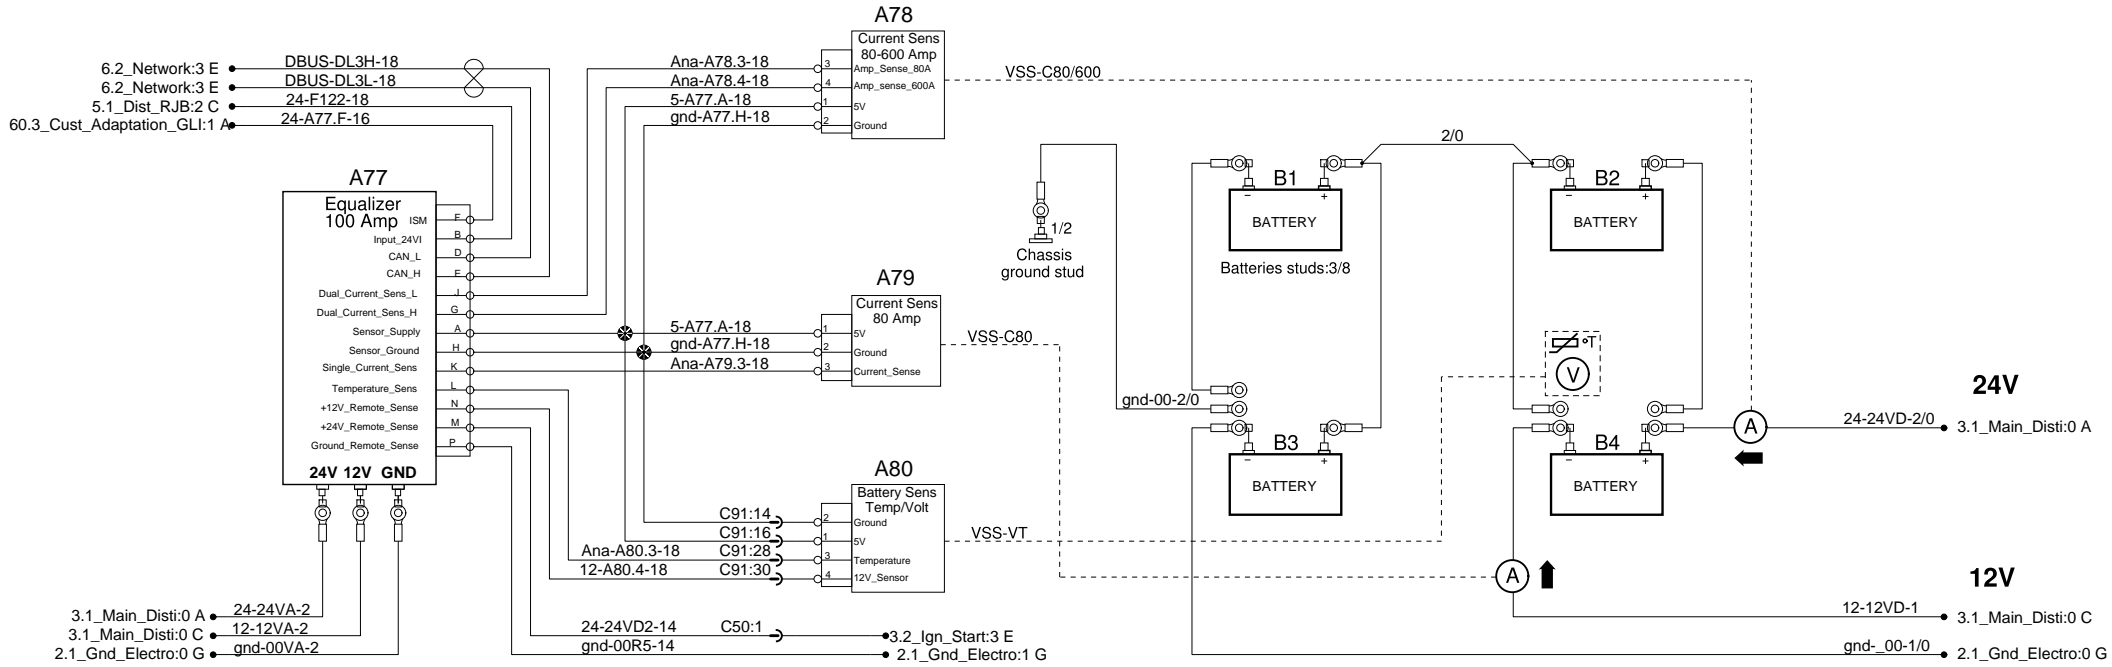 A78
Current Sens
80-600 Amp
3 Amp_Sense_80A
4 Amp_sense_600A
1 5V
2 Ground
6.2_Network:3 E DBUS-DL3H-18
6.2_Network:3 E DBUS-DL3L-18
5.1_Dist_RJB:2 C 24-F122-18
60.3_Cust_Adaptation_GLI:1 A 24-A77.F-16
Ana-A78.3-18
Ana-A78.4-18
5-A77.A-18
gnd-A77.H-18
VSS-C80/600
A77
Equalizer
100 Amp
ISM F
Input_24VI B
CAN_L D
CAN_H E
Dual_Current_Sens_L J
Dual_Current_Sens_H G
Sensor_Supply A
Sensor_Ground H
Single_Current_Sens K
Temperature_Sens L
+12V_Remote_Sense N
+24V_Remote_Sense M
Ground_Remote_Sense P
24V 12V GND
3.1_Main_Disti:0 A 24-24VA-2
3.1_Main_Disti:0 C 12-12VA-2
2.1_Gnd_Electro:0 G gnd-00VA-2
A79
Current Sens
80 Amp
1 5V
2 Ground
3 Current_Sense
5-A77.A-18
gnd-A77.H-18
Ana-A79.3-18
VSS-C80
A80
Battery Sens
Temp/Volt
2 Ground
1 5V
3 Temperature
4 12V_Sensor
C91:14
C91:16
Ana-A80.3-18 C91:28
12-A80.4-18 C91:30
VSS-VT
24-24VD2-14 C50:1 3.2_Ign_Start:3 E
gnd-00R5-14 2.1_Gnd_Electro:1 G
1/2
Chassis
ground stud
gnd-00-2/0
2/0
B1
- +
BATTERY
Batteries studs:3/8
B2
- +
BATTERY
B3
- +
BATTERY
B4
- +
BATTERY
°T
V
A
A
24V
24-24VD-2/0 3.1_Main_Disti:0 A
12V
12-12VD-1 3.1_Main_Disti:0 C
gnd-_00-1/0 2.1_Gnd_Electro:0 G